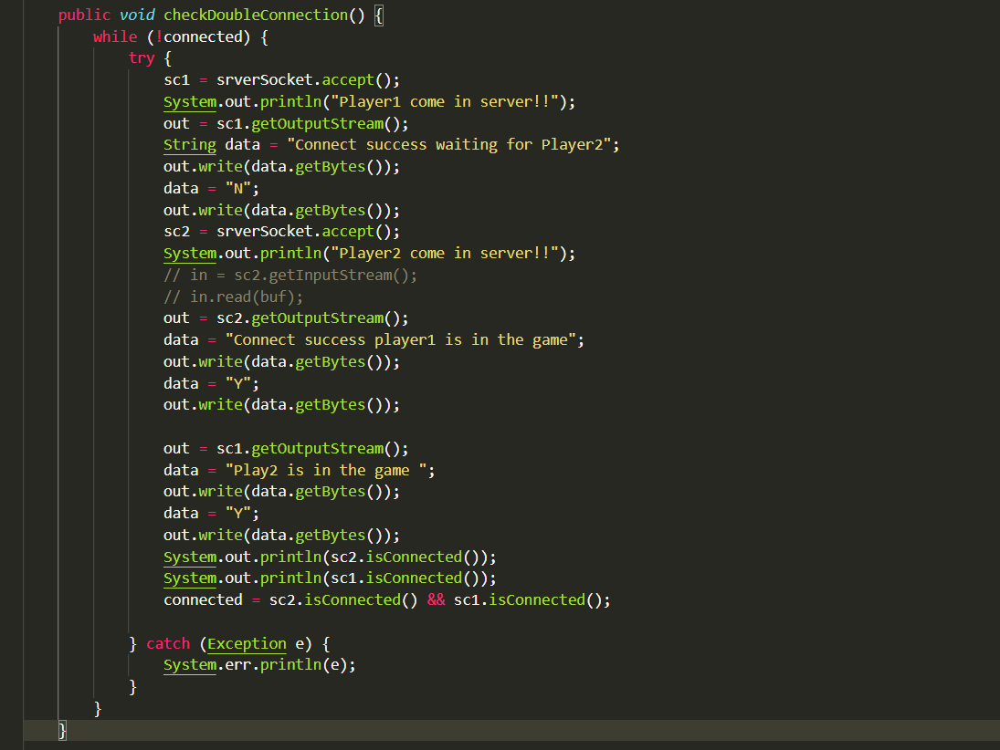 public void checkDoubleConnection() {
while (!connected) {
try {
sc1 = srverSocket.accept();
System.out.println("Player1 come in server!!");
out = sc1.getOutputStream();
String data = "Connect success waiting for Player2";
out.write(data.getBytes());
data = "N";
out.write(data.getBytes());
sc2 = srverSocket.accept();
System.out.println("Player2 come in server!!");
// in = sc2.getInputStream();
// in.read(buf);
out = sc2.getOutputStream();
data = "Connect success player1 is in the game";
out.write(data.getBytes());
data = "Y";
out.write(data.getBytes());
out = sc1.getOutputStream();
data = "Play2 is in the game ";
out.write(data.getBytes());
data = "Y";
out.write(data.getBytes());
System.out.println(sc2.isConnected());
System.out.println(sc1.isConnected());
connected = sc2.isConnected() && sc1.isConnected();
} catch (Exception e) {
System.err.println(e);
}
}
}